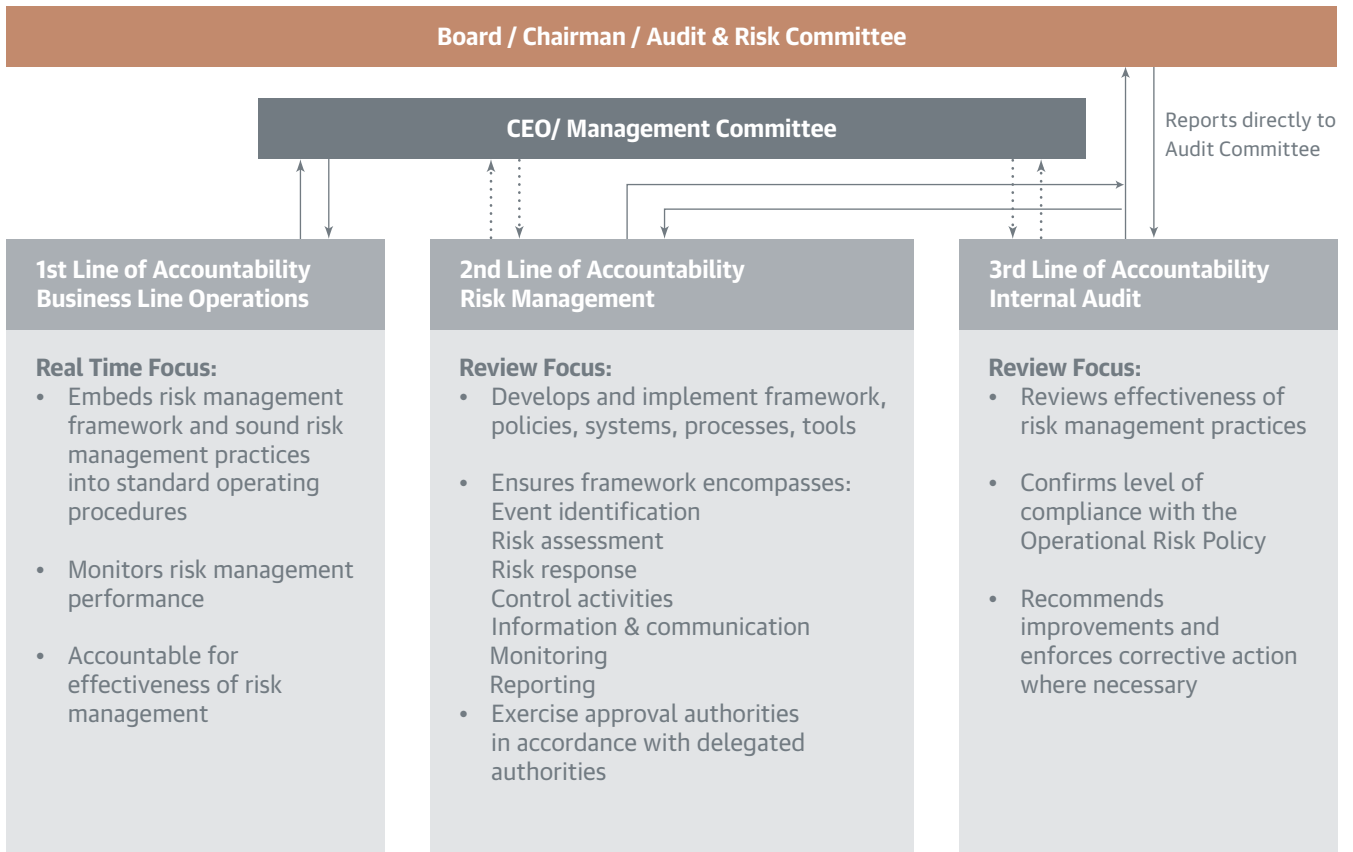 Board / Chairman / Audit & Risk Committee
CEO/ Management Committee
Reports directly to
Audit Committee
1st Line of Accountability
Business Line Operations
Real Time Focus:
• Embeds risk management
framework and sound risk
management practices
into standard operating
procedures
• Monitors risk management
performance
• Accountable for
effectiveness of risk
management
2nd Line of Accountability
Risk Management
Review Focus:
• Develops and implement framework,
policies, systems, processes, tools
• Ensures framework encompasses:
Event identification
Risk assessment
Risk response
Control activities
Information & communication
Monitoring
Reporting
• Exercise approval authorities
in accordance with delegated
authorities
3rd Line of Accountability
Internal Audit
Review Focus:
• Reviews effectiveness of
risk management practices
• Confirms level of
compliance with the
Operational Risk Policy
• Recommends
improvements and
enforces corrective action
where necessary